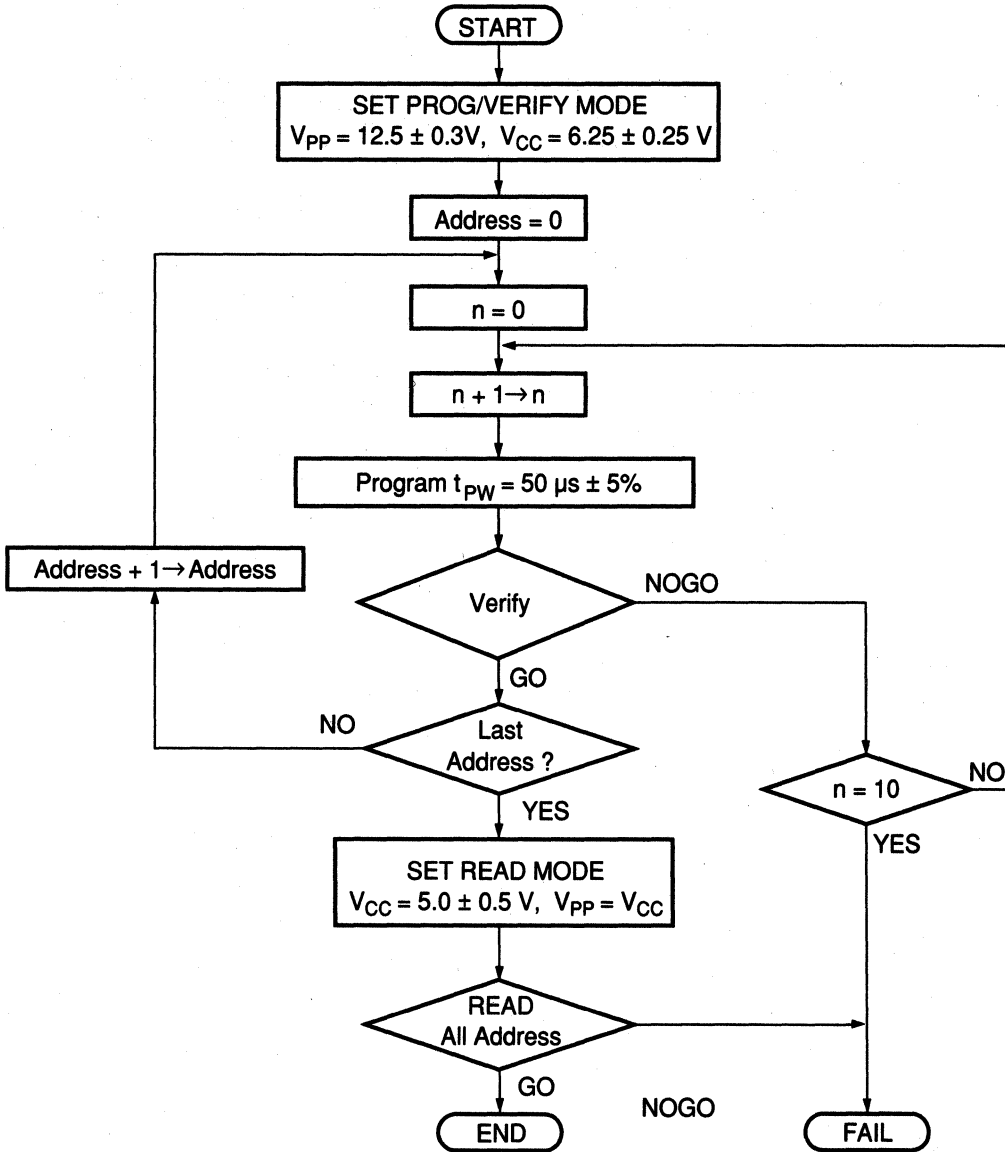 START
SET PROG/VERIFY MODE
VPP = 12.5 ± 0.3V, VCC = 6.25 ± 0.25 V
Address = 0
n = 0
n + 1→n
Program tPW = 50 µs ± 5%
Address + 1→Address
Verify
NOGO
GO
NO
Last
Address ?
n = 10
NO
YES
YES
SET READ MODE
VCC = 5.0 ± 0.5 V, VPP = VCC
READ
All Address
GO
NOGO
END
FAIL